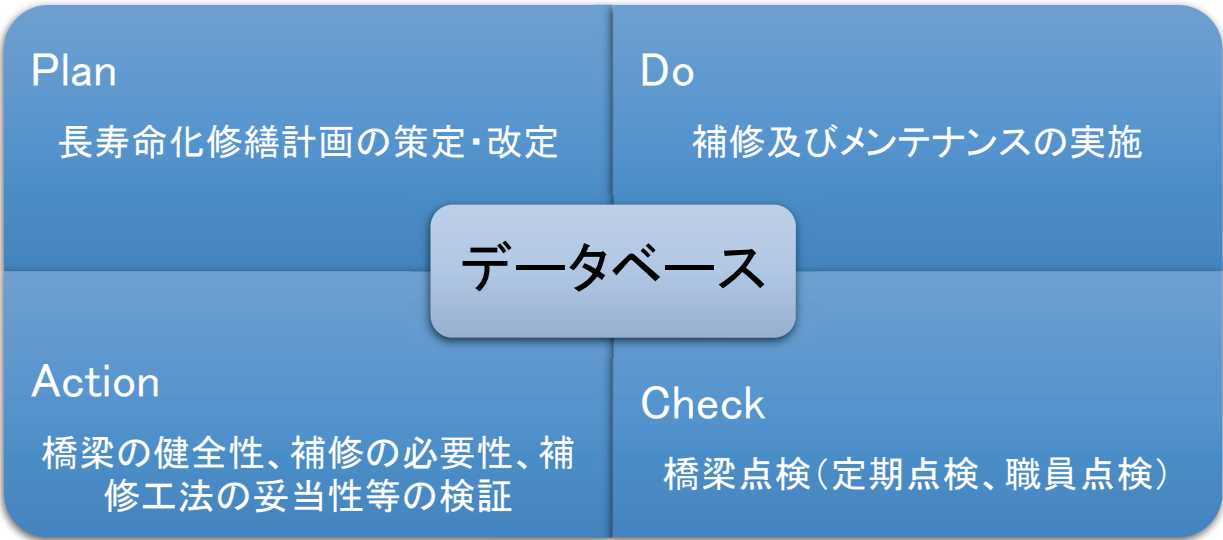 Plan
長寿命化修繕計画の策定・改定
Do
補修及びメンテナンスの実施
データベース
Action
橋梁の健全性、補修の必要性、補
修工法の妥当性等の検証
Check
橋梁点検（定期点検、職員点検）